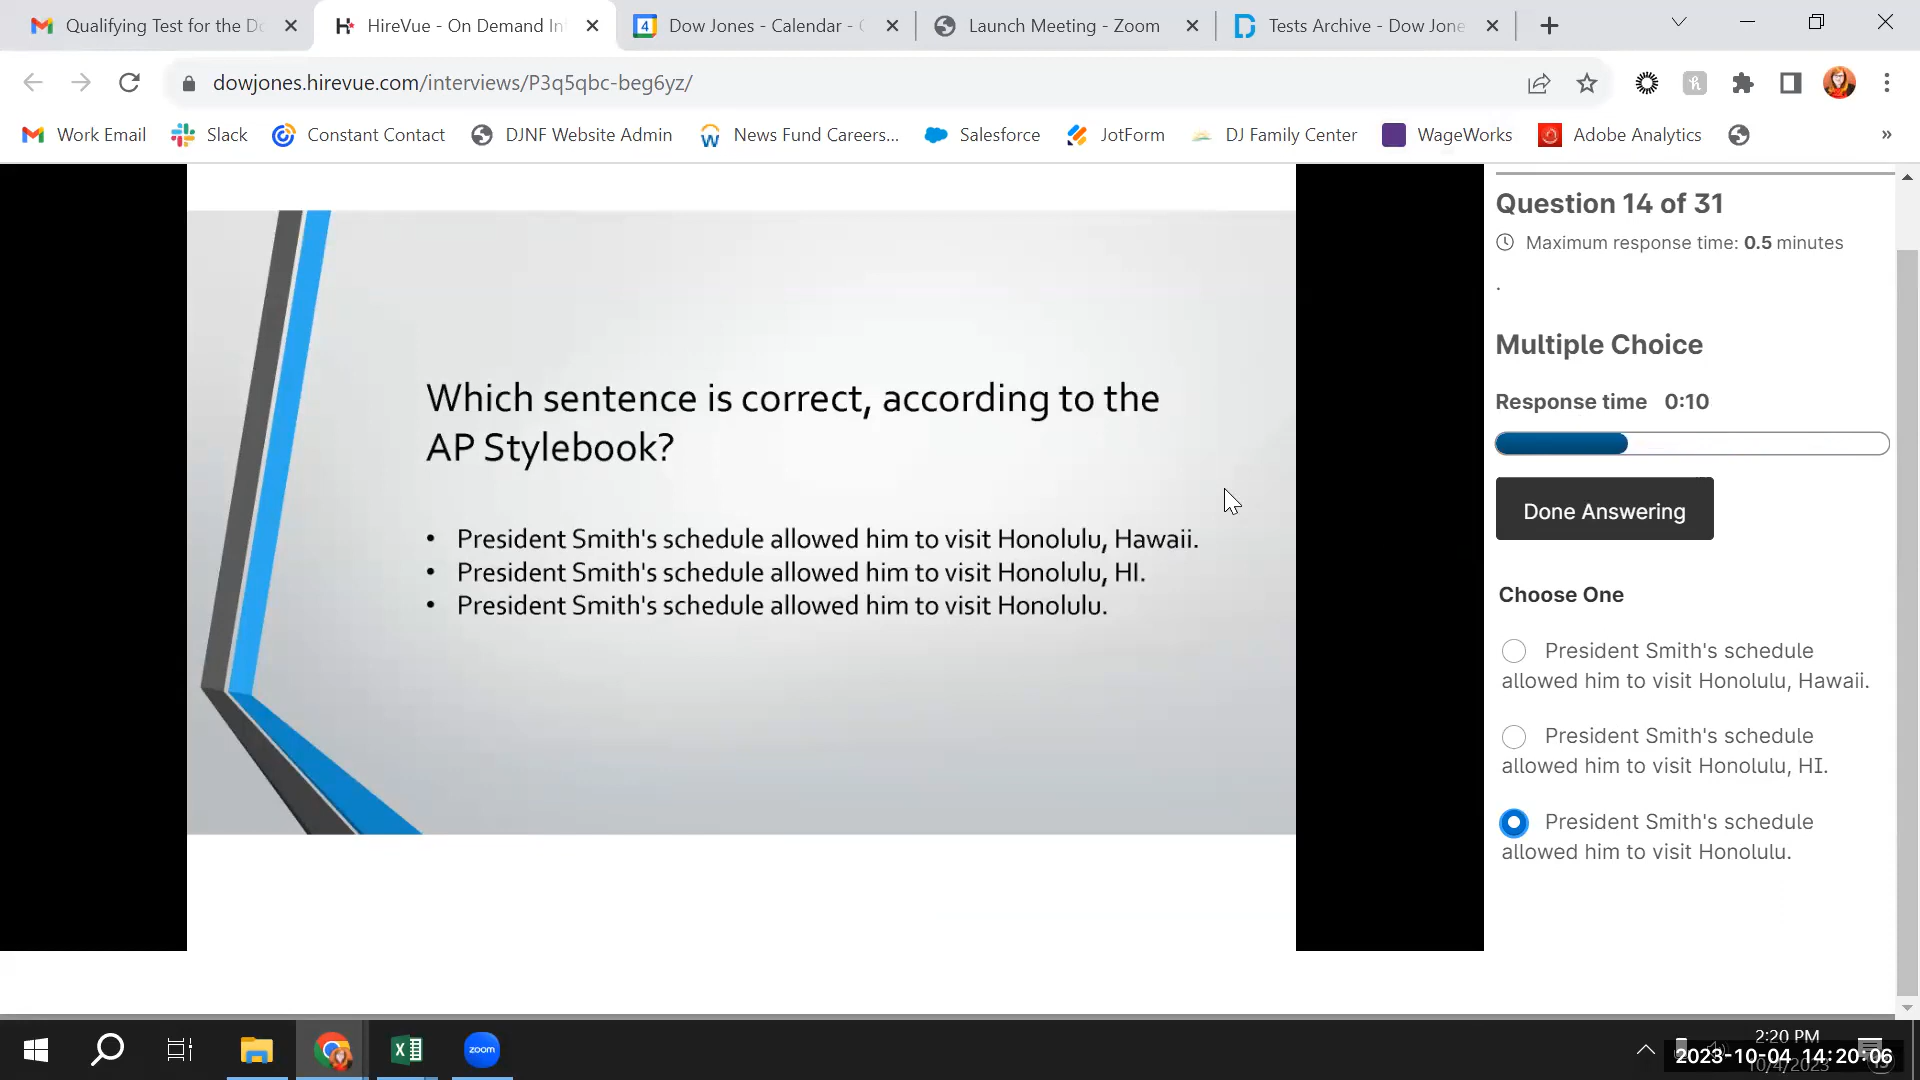 Qualifying Test for the D
HireVue - On Demand In
Dow Jones - Calendar -
Launch Meeting - Zoom
Tests Archive - Dow Jone
dowjones.hirevue.com/interviews/P3q5qbc-beg6yz/
Work Email
Slack
Constant Contact
DJNF Website Admin
News Fund Careers...
Salesforce
JotForm
DJ Family Center
WageWorks
Adobe Analytics
»
Which sentence is correct, according to the
AP Stylebook?
• President Smith's schedule allowed him to visit Honolulu, Hawaii.
• President Smith's schedule allowed him to visit Honolulu, HI.
• President Smith's schedule allowed him to visit Honolulu.
Question 14 of 31
Maximum response time: 0.5 minutes
.
Multiple Choice
Response time 0:10
Done Answering
Choose One
President Smith's schedule
allowed him to visit Honolulu, Hawaii.
President Smith's schedule
allowed him to visit Honolulu, HI.
President Smith's schedule
allowed him to visit Honolulu.
zoom
2:20 PM
2023-10-04 14:20:06
10/4/2023